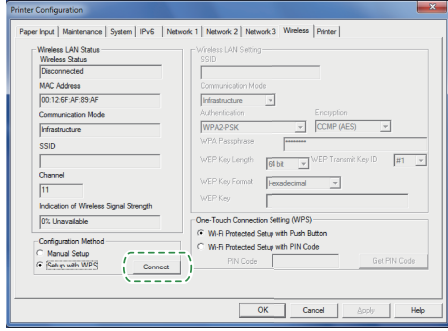 Printer Configuration
Paper Input Maintenance System IPv6 Network 1 Network 2 Network 3 Wireless Printer
Wireless LAN Status
Wireless Status
Disconnected
MAC Address
00:12:6F:AF:89:AF
Communication Mode
Infrastructure
SSID
Channel
11
Indication of Wireless Signal Strength
0% Unavailable
Configuration Method
Manual Setup
Setup with WPS
Connect
Wireless LAN Setting
SSID
Communication Mode
Infrastructure
Authentication Encryption
WPA2-PSK CCMP (AES)
WPA Passphrase ********
WEP Key Length 64 bit WEP Transmit Key ID #1
WEP Key Format Hexadecimal
WEP Key
One-Touch Connection Setting (WPS)
Wi-Fi Protected Setup with Push Button
Wi-Fi Protected Setup with PIN Code
PIN Code Get PIN Code
OK Cancel Apply Help